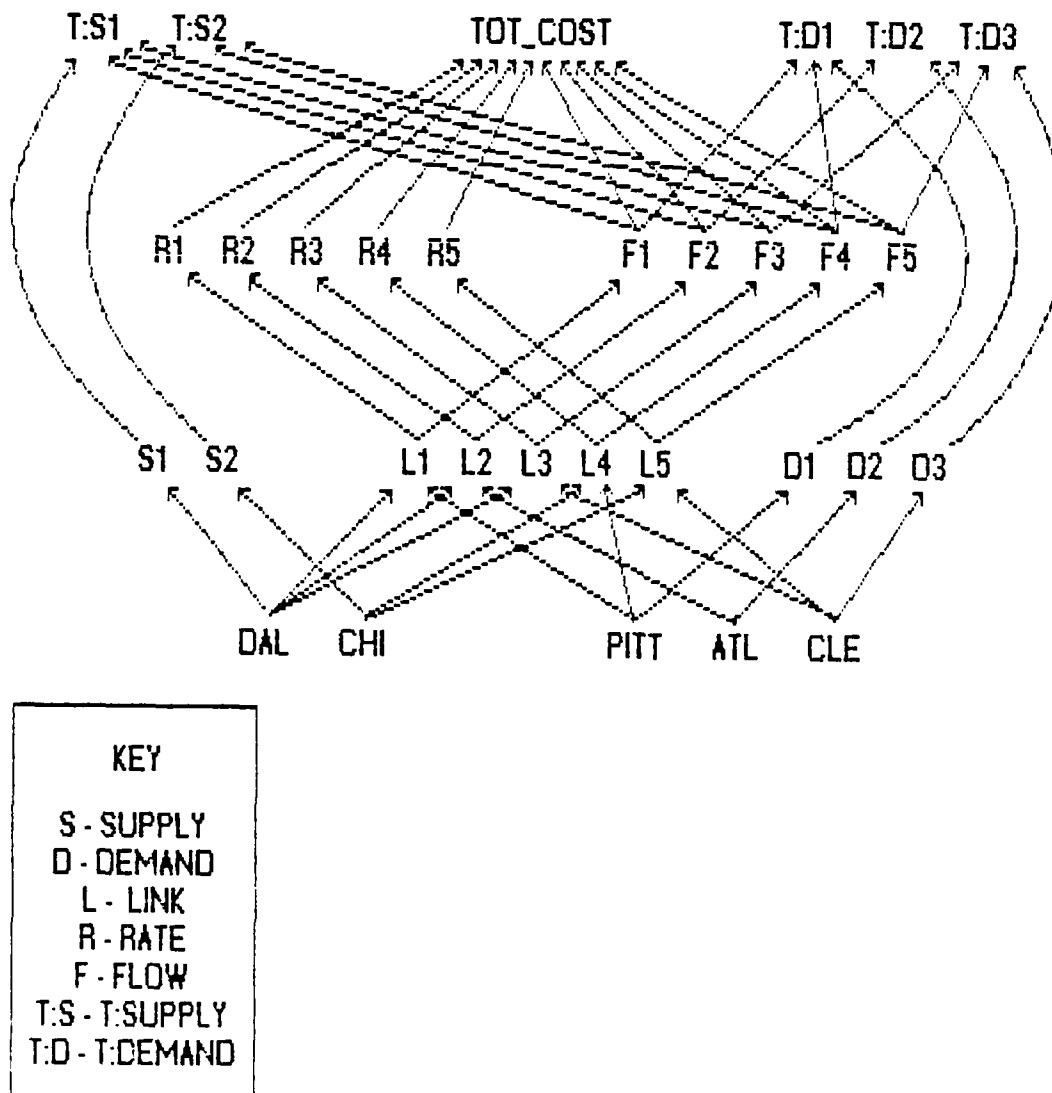 T:S1 T:S2 TOT_COST T:D1 T:D2 T:D3
R1 R2 R3 R4 R5 F1 F2 F3 F4 F5
S1 S2 L1 L2 L3 L4 L5 D1 D2 D3
DAL CHI PITT ATL CLE
KEY
S - SUPPLY
D - DEMAND
L - LINK
R - RATE
F - FLOW
T:S - T:SUPPLY
T:D - T:DEMAND